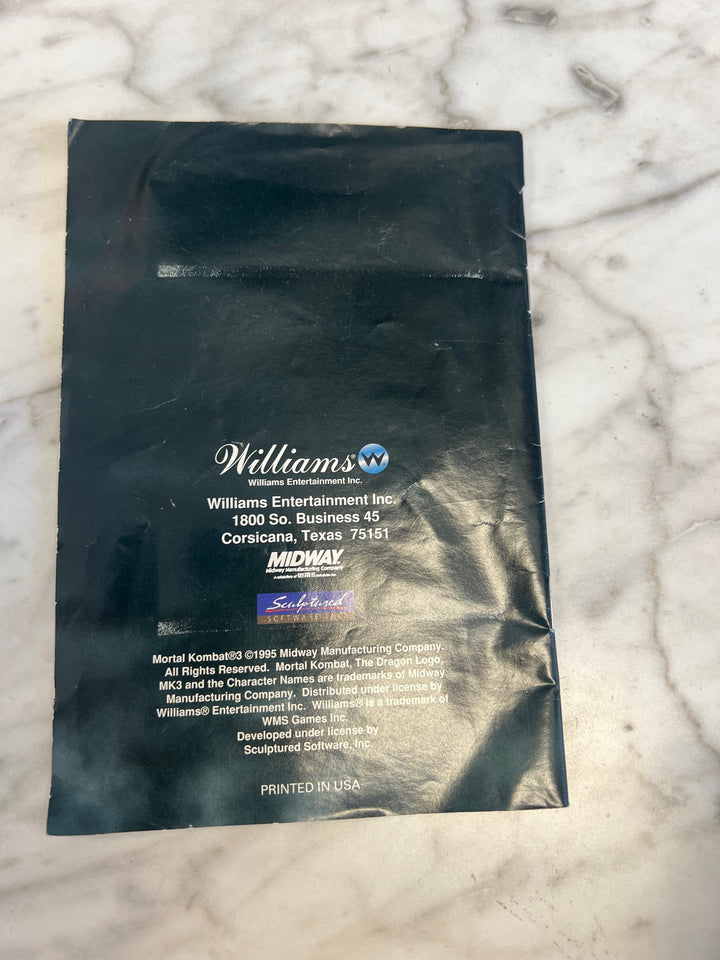 Williams®
Williams Entertainment Inc.
Williams Entertainment Inc.
1800 So. Business 45
Corsicana, Texas 75151
MIDWAY®
Midway Manufacturing Company
A subsidiary of
Sculptured
SOFTWARE INC
Mortal Kombat®3 ©1995 Midway Manufacturing Company.
All Rights Reserved. Mortal Kombat, The Dragon Logo,
MK3 and the Character Names are trademarks of Midway
Manufacturing Company. Distributed under license by
Williams® Entertainment Inc. Williams® is a trademark of
WMS Games Inc.
Developed under license by
Sculptured Software, Inc.
PRINTED IN USA